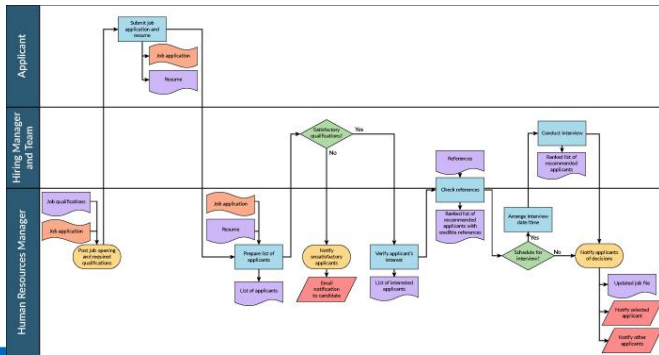 Applicant
Submit job
application and
resume
Job application
Resume
Hiring Manager
and Team
Satisfactory
qualifications?
Yes
No
References
Check references
Ranked list of
recommended
applicants with
credible references
Conduct interview
Ranked list of
recommended
applicants
Human Resources Manager
Job qualifications
Job application
Post job opening
and required
qualifications
Job application
Resume
Prepare list of
applicants
List of applicants
Notify unsatisfactory
applicants
Email
notification
to candidate
Verify applicant's
interest
List of interested
applicants
Arrange interview
date/time
Yes
Schedule for
interview?
No
Notify applicants
of decisions
Updated job file
Notify selected
applicant
Notify other
applicants